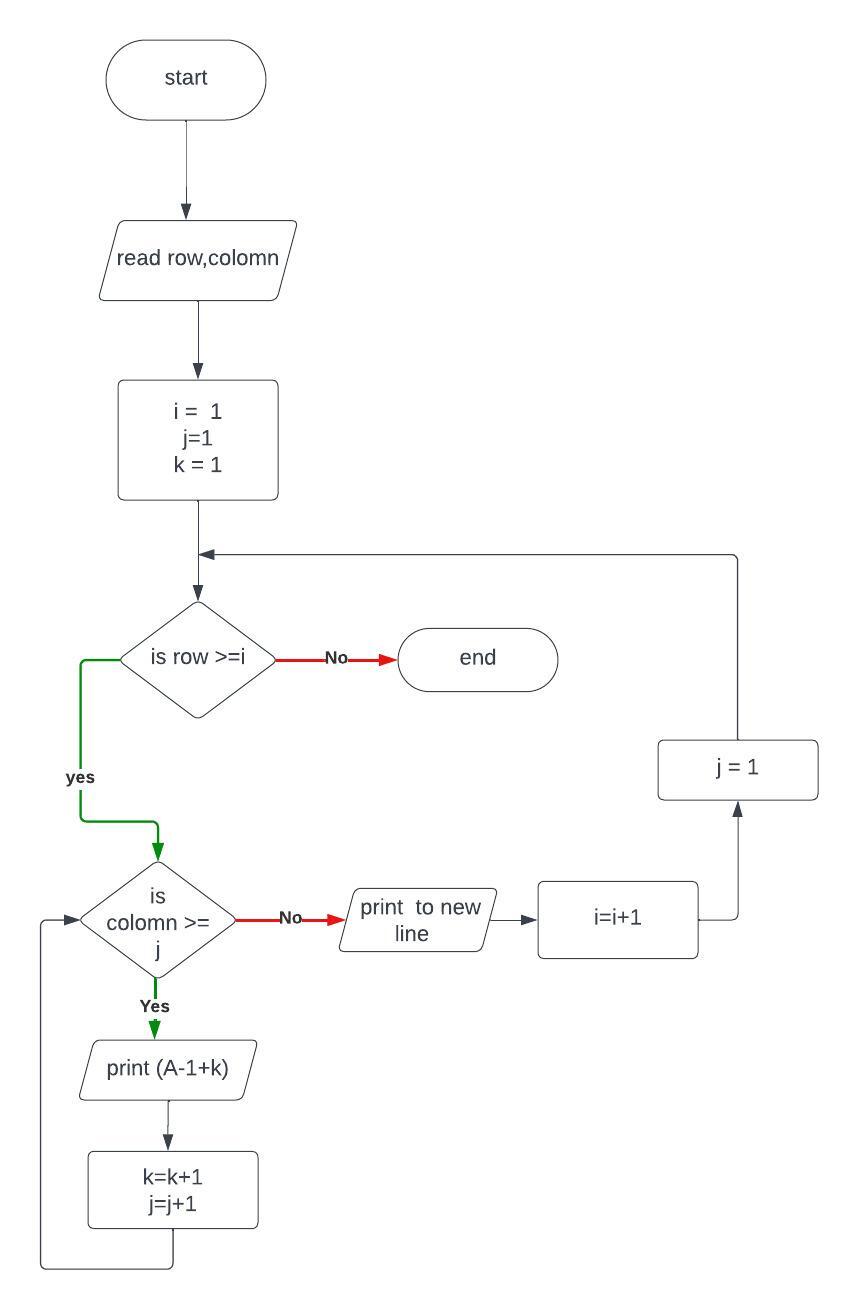 start
read row,colomn
i =  1
j=1
k = 1
is row >=i
No
end
yes
j = 1
is
colomn >=
j
No
print  to new
line
i=i+1
Yes
print (A-1+k)
k=k+1
j=j+1